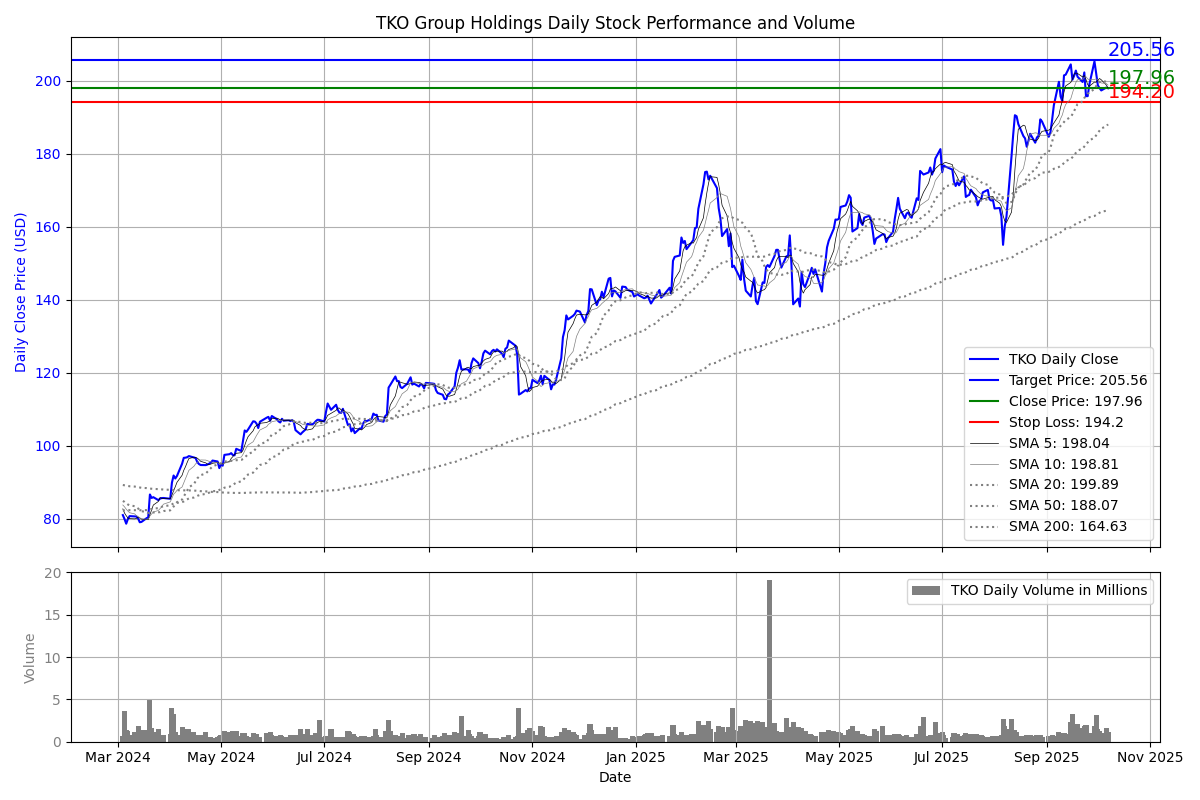 TKO Group Holdings Daily Stock Performance and Volume
205.56
197.96
194.20
Daily Close Price (USD)
200
180
160
140
120
100
80
TKO Daily Close
Target Price: 205.56
Close Price: 197.96
Stop Loss: 194.2
SMA 5: 198.04
SMA 10: 198.81
SMA 20: 199.89
SMA 50: 188.07
SMA 200: 164.63
Volume
20
15
10
5
0
TKO Daily Volume in Millions
Mar 2024 May 2024 Jul 2024 Sep 2024 Nov 2024 Jan 2025 Mar 2025 May 2025 Jul 2025 Sep 2025 Nov 2025
Date